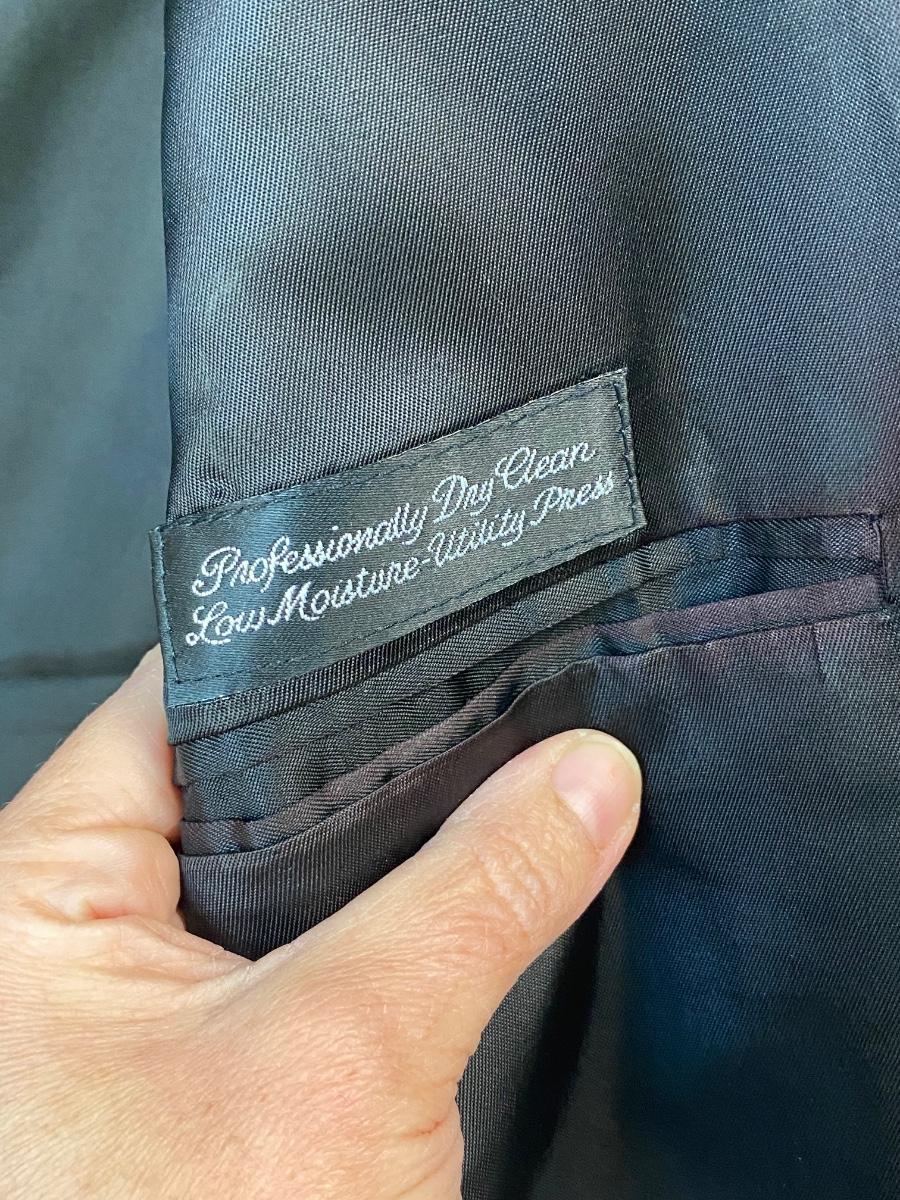 Professionally Dry Clean
Low Moisture-Utility Press